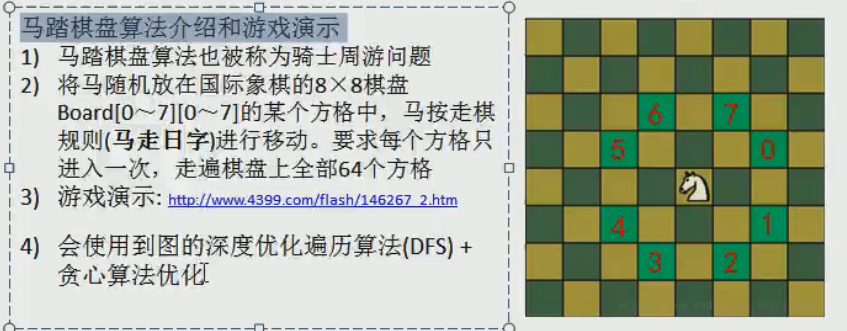 马踏棋盘算法介绍和游戏演示
1) 马踏棋盘算法也被称为骑士周游问题
2) 将马随机放在国际象棋的8×8棋盘
Board[0～7][0～7]的某个方格中，马按走棋
规则(马走日字)进行移动。要求每个方格只
进入一次，走遍棋盘上全部64个方格
3) 游戏演示: http://www.4399.com/flash/146267_2.htm
4) 会使用到图的深度优化遍历算法(DFS) +
贪心算法优化
6 7
5 0
4 1
3 2